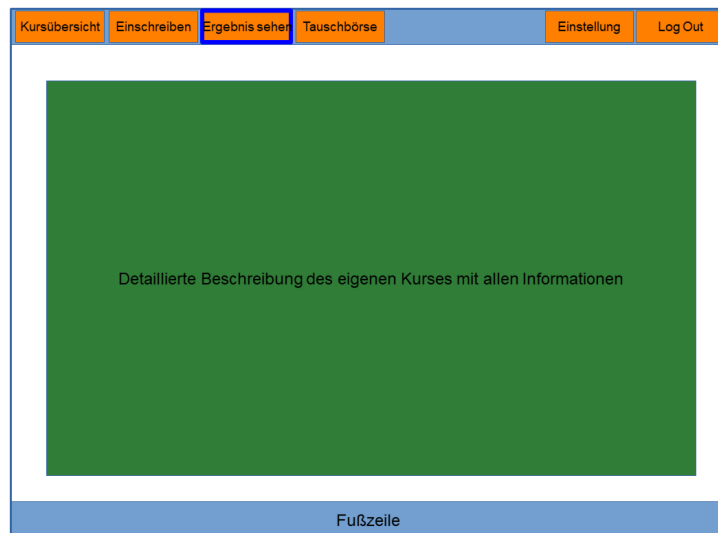 Kursübersicht
Einschreiben
Ergebnis sehen
Tauschbörse
Einstellung
Log Out
Detaillierte Beschreibung des eigenen Kurses mit allen Informationen
Fußzeile